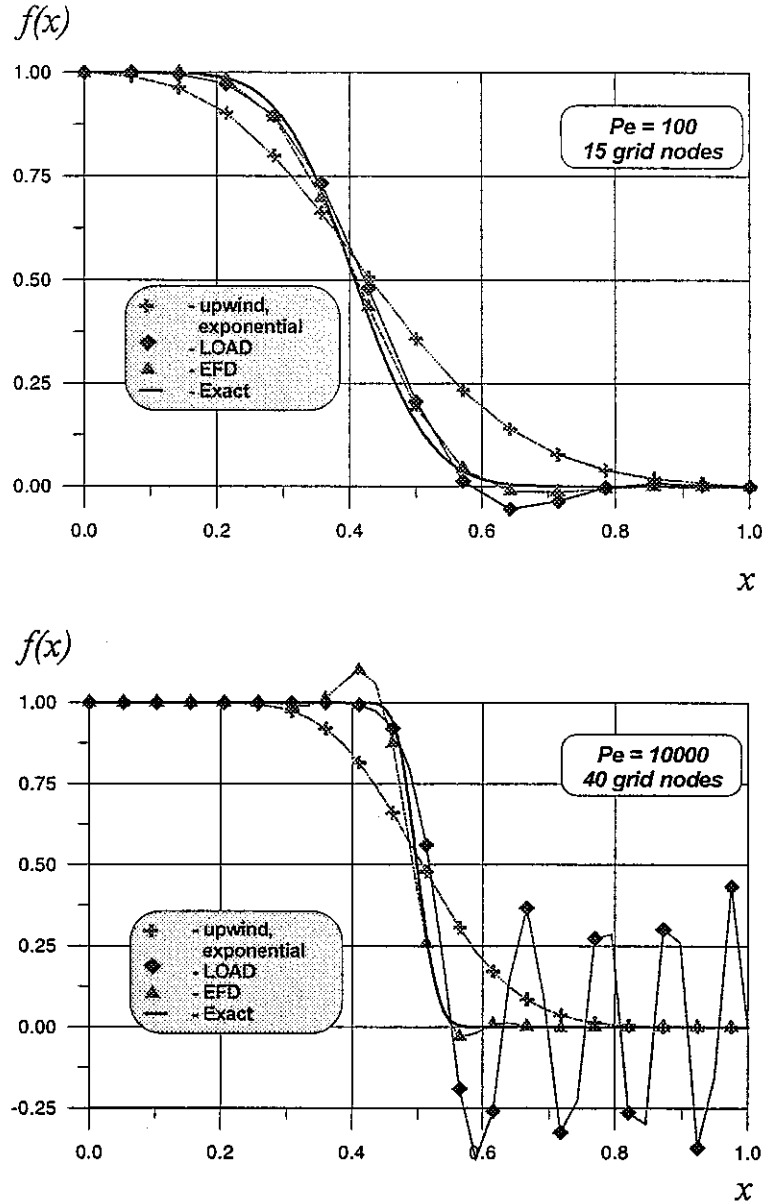 f(x)
1.00
0.75
0.50
0.25
0.00
Pe = 100
15 grid nodes
- upwind,
exponential
- LOAD
- EFD
- Exact
0.0 0.2 0.4 0.6 0.8 1.0
x
f(x)
1.00
0.75
0.50
0.25
0.00
-0.25
Pe = 10000
40 grid nodes
- upwind,
exponential
- LOAD
- EFD
- Exact
0.0 0.2 0.4 0.6 0.8 1.0
x